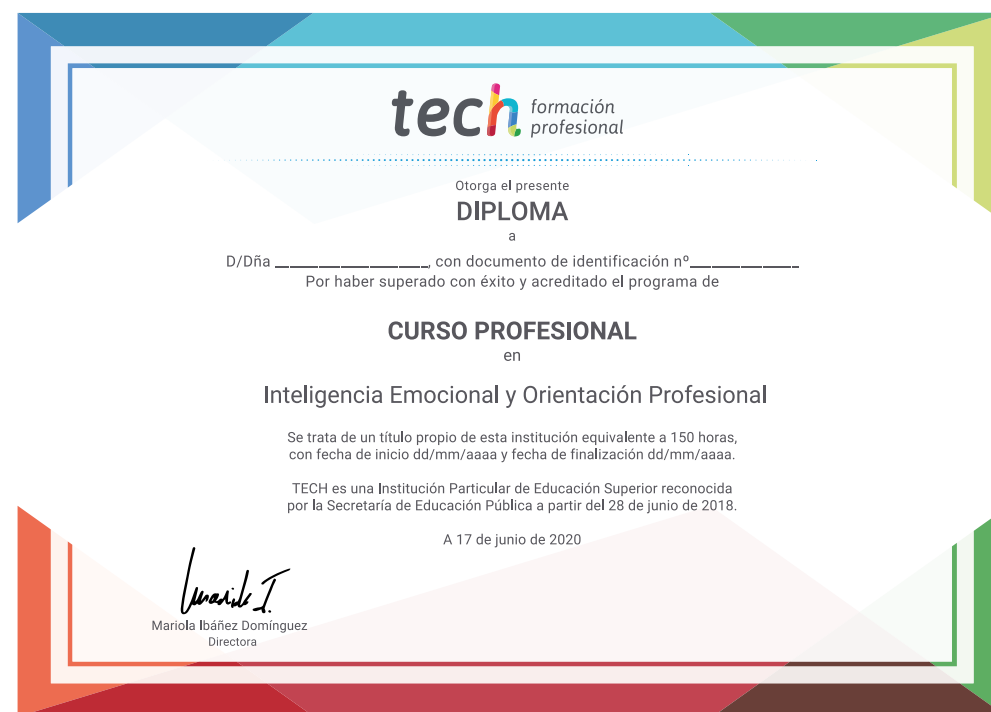 tech formación
profesional
Otorga el presente
DIPLOMA
a
D/Dña ____________________, con documento de identificación nº______________
Por haber superado con éxito y acreditado el programa de
CURSO PROFESIONAL
en
Inteligencia Emocional y Orientación Profesional
Se trata de un título propio de esta institución equivalente a 150 horas,
con fecha de inicio dd/mm/aaaa y fecha de finalización dd/mm/aaaa.
TECH es una Institución Particular de Educación Superior reconocida
por la Secretaría de Educación Pública a partir del 28 de junio de 2018.
A 17 de junio de 2020
Mariola Ibáñez Domínguez
Directora